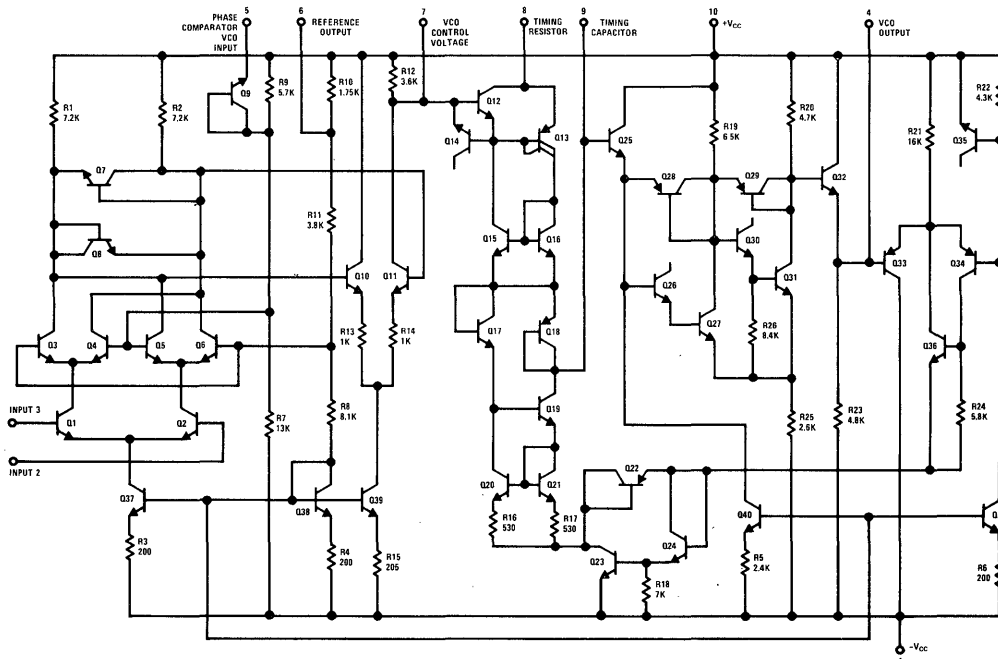 5
PHASE
COMPARATOR
VCO
INPUT
6
REFERENCE
OUTPUT
7
VCO
CONTROL
VOLTAGE
8
TIMING
RESISTOR
9
TIMING
CAPACITOR
10
+VCC
4
VCO
OUTPUT
R1
7.2K
R2
7.2K
Q9
R9
5.7K
R10
1.75K
R12
3.6K
Q12
Q13
Q14
Q25
R19
6.5K
R20
4.7K
R21
16K
R22
4.3K
Q35
Q7
Q8
R11
3.8K
Q28
Q29
Q32
Q10
Q11
Q15
Q16
Q30
Q26
Q31
Q33
Q34
Q3
Q4
Q5
Q6
R13
1K
R14
1K
Q17
Q18
Q27
R26
8.4K
Q36
INPUT 3
Q1
Q2
R7
13K
R8
8.1K
Q19
R25
2.6K
R23
4.8K
R24
5.8K
INPUT 2
Q37
Q38
Q39
Q20
Q21
Q22
R16
530
R17
530
Q24
Q23
Q40
R3
200
R4
200
R15
205
R18
7K
R5
2.4K
R6
200
-VCC